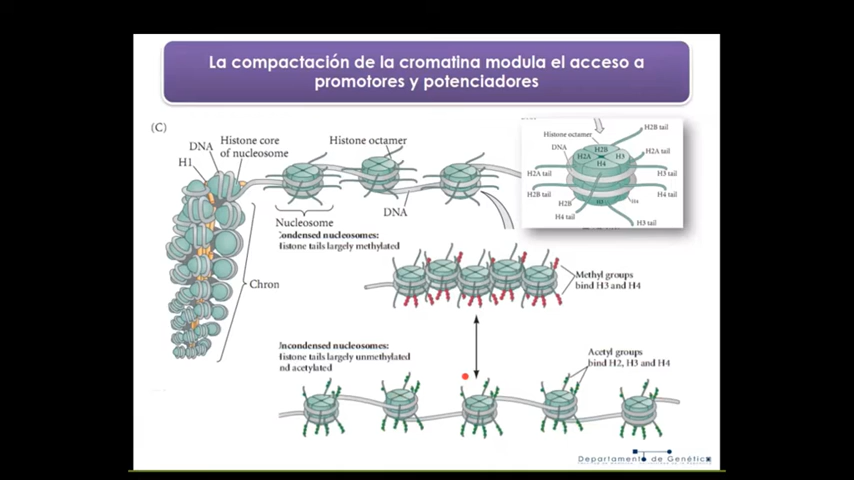 La compactación de la cromatina modula el acceso a
promotores y potenciadores
(C)
DNA
Histone core
of nucleosome
H1
Histone octamer
Nucleosome
DNA
Chron
Histone octamer
H2B tail
DNA
H2B
H2A
H3
H4
H2A tail
H3 tail
H2A tail
H2B tail
H4 tail
H2B
H3
H4
H4 tail
H3 tail
ondensed nucleosomes:
Histone tails largely methylated
Methyl groups
bind H3 and H4
Uncondensed nucleosomes:
Histone tails largely unmethylated
nd acetylated
Acetyl groups
bind H2, H3 and H4
Departamento de Genética